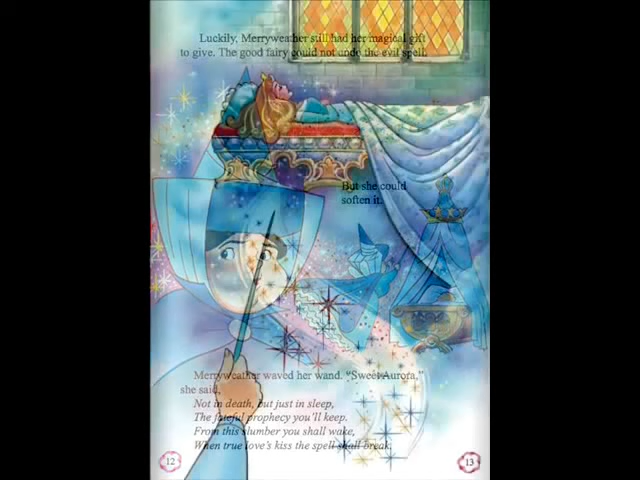 Luckily, Merryweather still had her magical gift
to give. The good fairy could not undo the evil spell.
But she could
soften it.
Merryweather waved her wand. “Sweet Aurora,”
she said,
Not in death, but just in sleep,
The fateful prophecy you’ll keep.
From this slumber you shall wake,
When true love’s kiss the spell shall break.
12
13